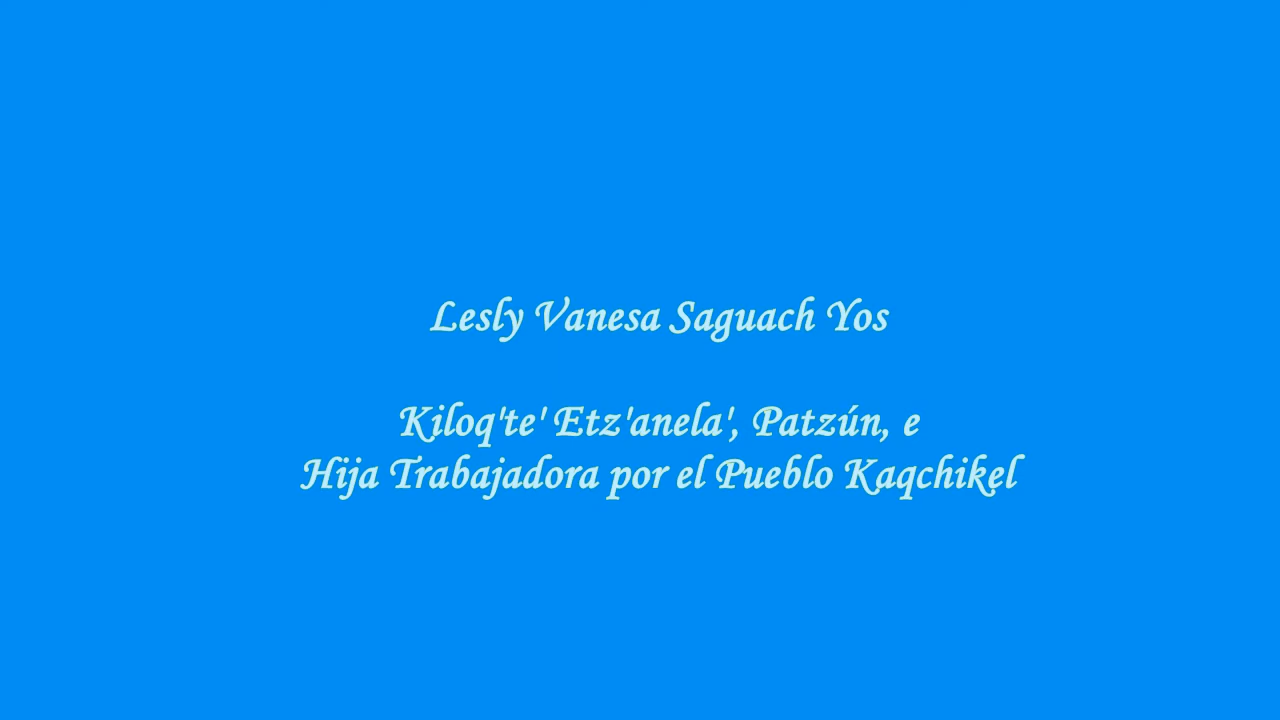 Lesly Vanesa Saguach Yos
Kiloq'te' Etz'anela', Patzún, e
Hija Trabajadora por el Pueblo Kaqchikel